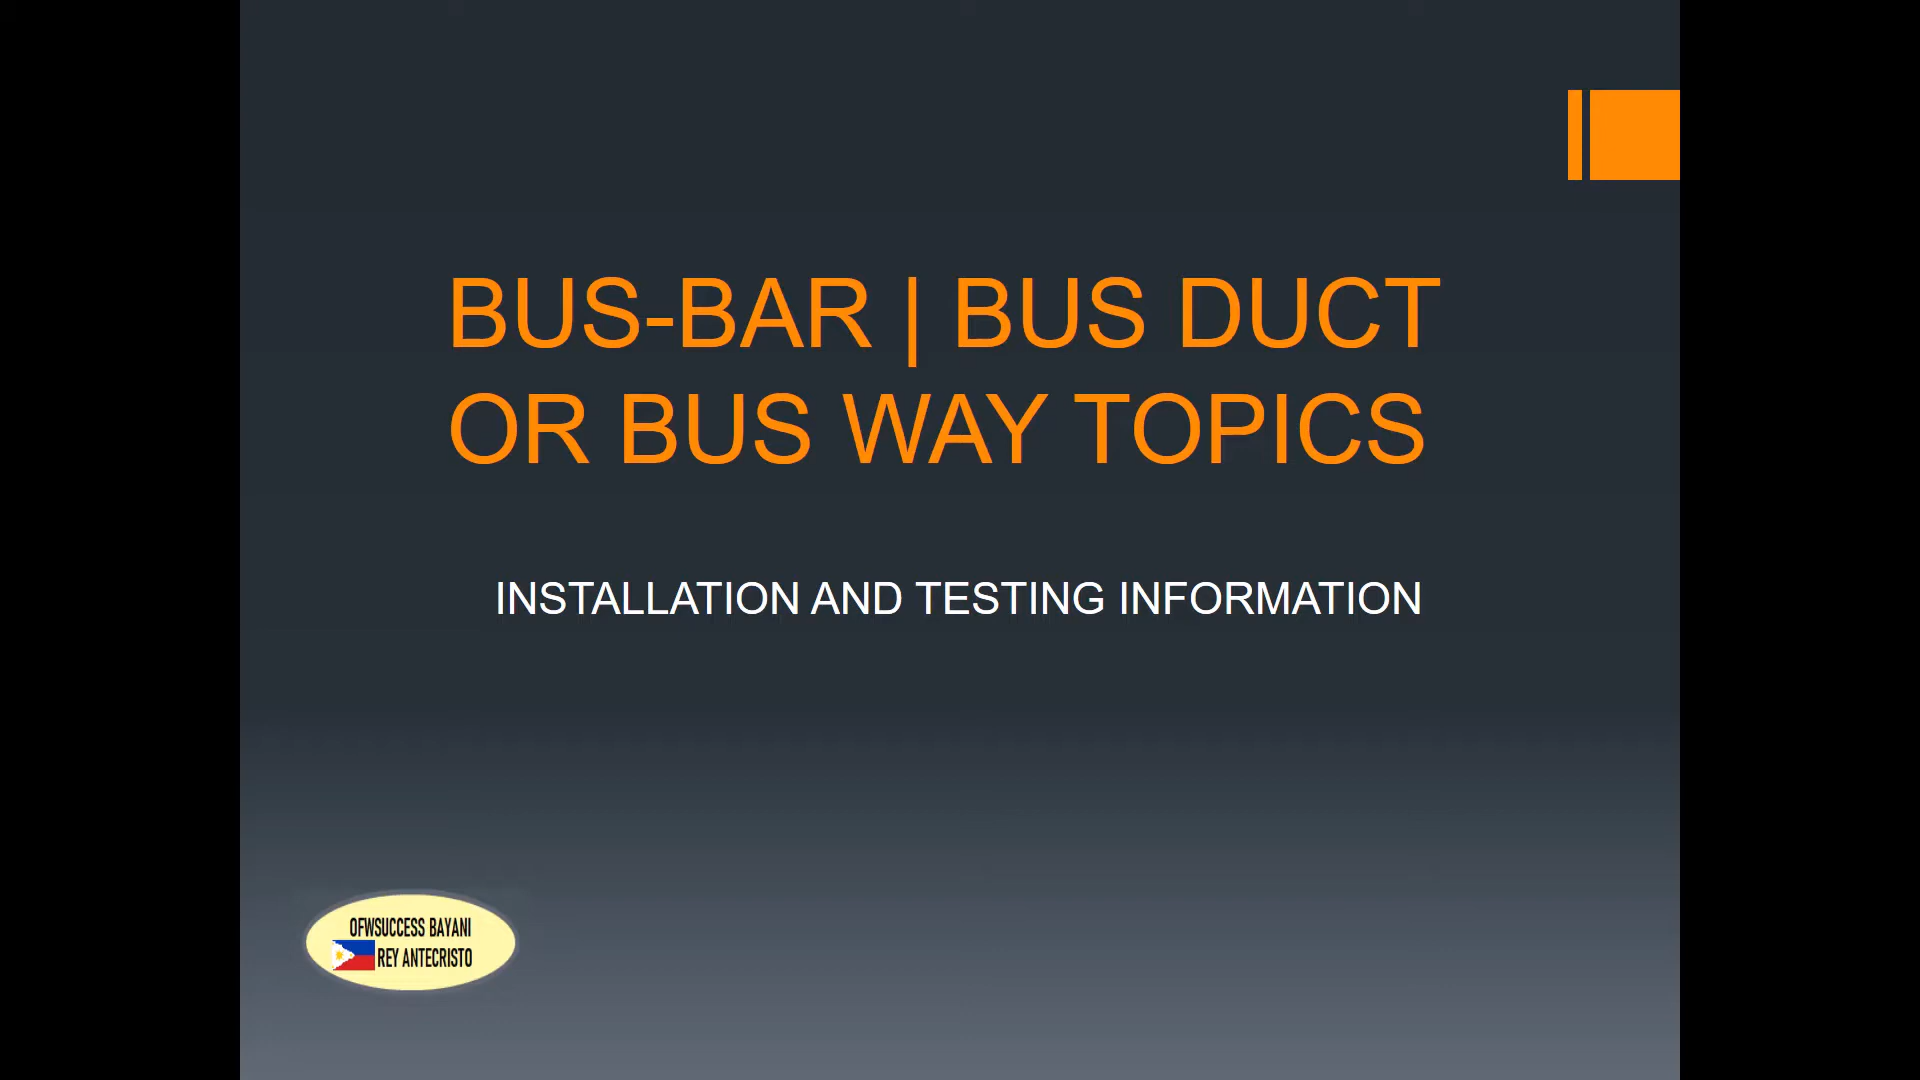 BUS-BAR | BUS DUCT
OR BUS WAY TOPICS
INSTALLATION AND TESTING INFORMATION
OFWSUCCESS BAYANI
REY ANTECRISTO